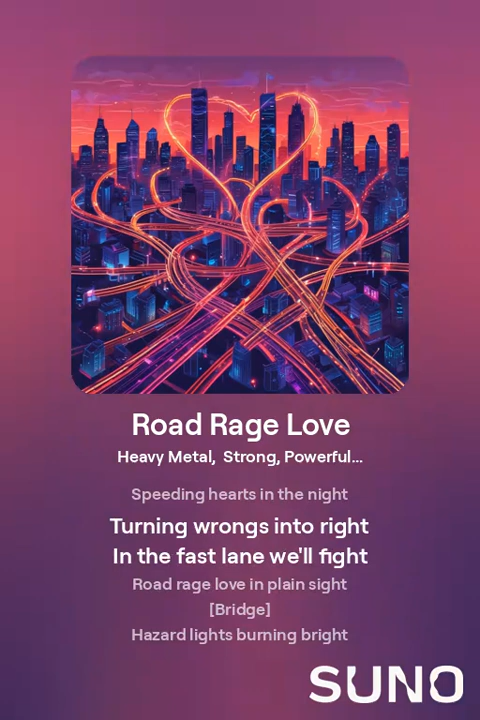 Road Rage Love
Heavy Metal, Strong, Powerful...
Speeding hearts in the night
Turning wrongs into right
In the fast lane we'll fight
Road rage love in plain sight
[Bridge]
Hazard lights burning bright
SUNO